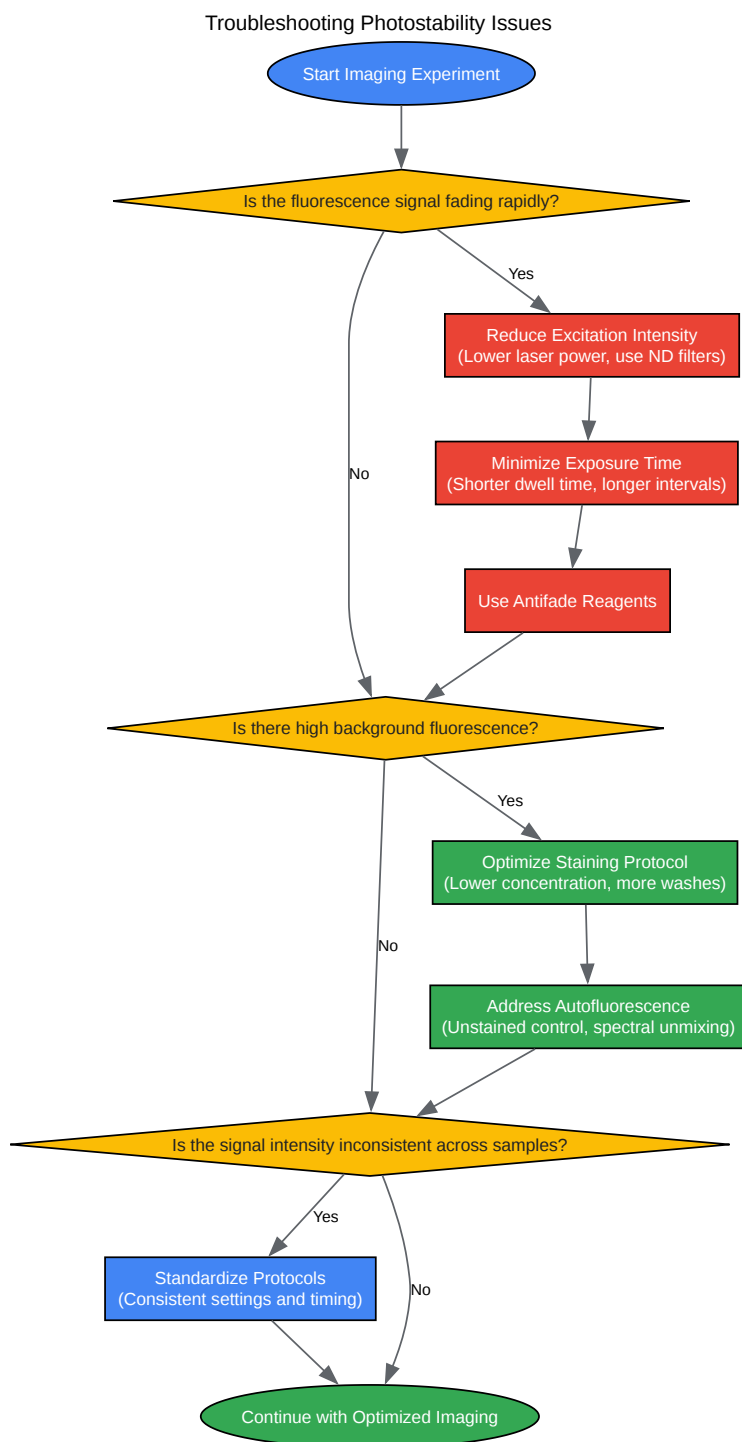 Troubleshooting Photostability Issues
Start Imaging Experiment
Is the fluorescence signal fading rapidly?
Yes
Reduce Excitation Intensity
(Lower laser power, use ND filters)
Minimize Exposure Time
(Shorter dwell time, longer intervals)
No
Use Antifade Reagents
Is there high background fluorescence?
Yes
Optimize Staining Protocol
(Lower concentration, more washes)
No
Address Autofluorescence
(Unstained control, spectral unmixing)
Is the signal intensity inconsistent across samples?
Yes
Standardize Protocols
(Consistent settings and timing)
No
Continue with Optimized Imaging